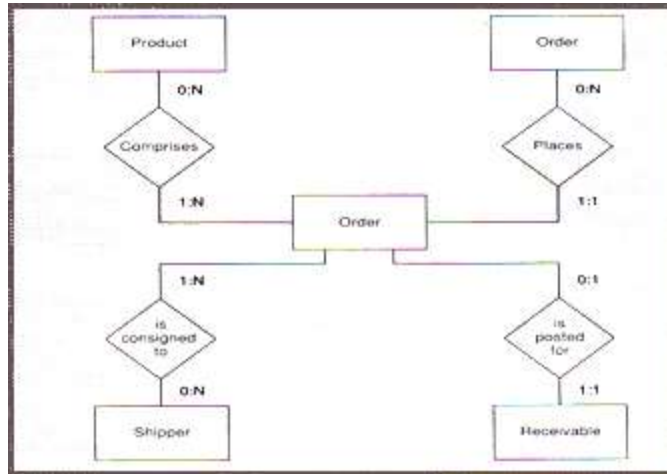 Product
Order
0:N
0:N
Comprises
Places
1:N
1:1
Order
1:N
0:1
is
consigned
to
is
posted
for
0:N
1:1
Shipper
Receivable